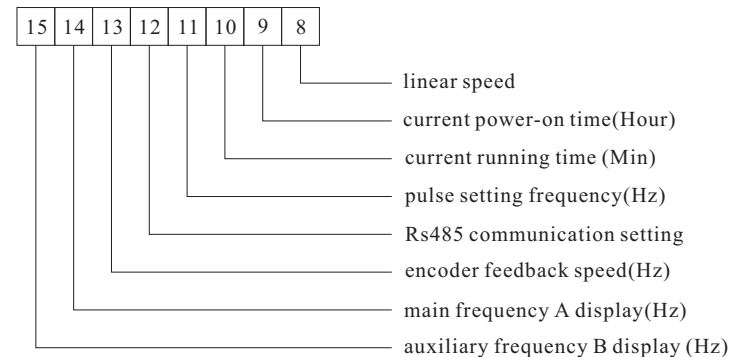 15 14 13 12 11 10 9 8
linear speed
current power-on time(Hour)
current running time (Min)
pulse setting frequency(Hz)
Rs485 communication setting
encoder feedback speed(Hz)
main frequency A display(Hz)
auxiliary frequency B display (Hz)